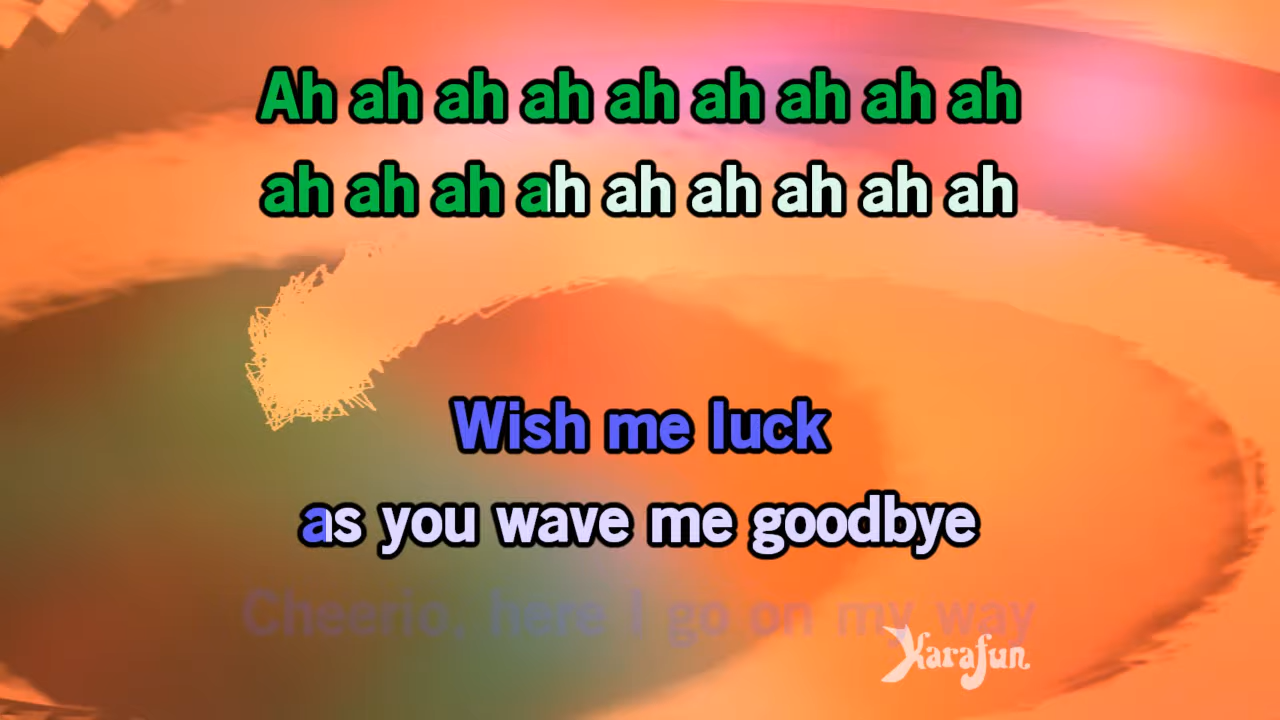 Ah ah ah ah ah ah ah ah ah
ah ah ah ah ah ah ah ah ah
Wish me luck
as you wave me goodbye
Cheerio, here I go on my way
Karafun